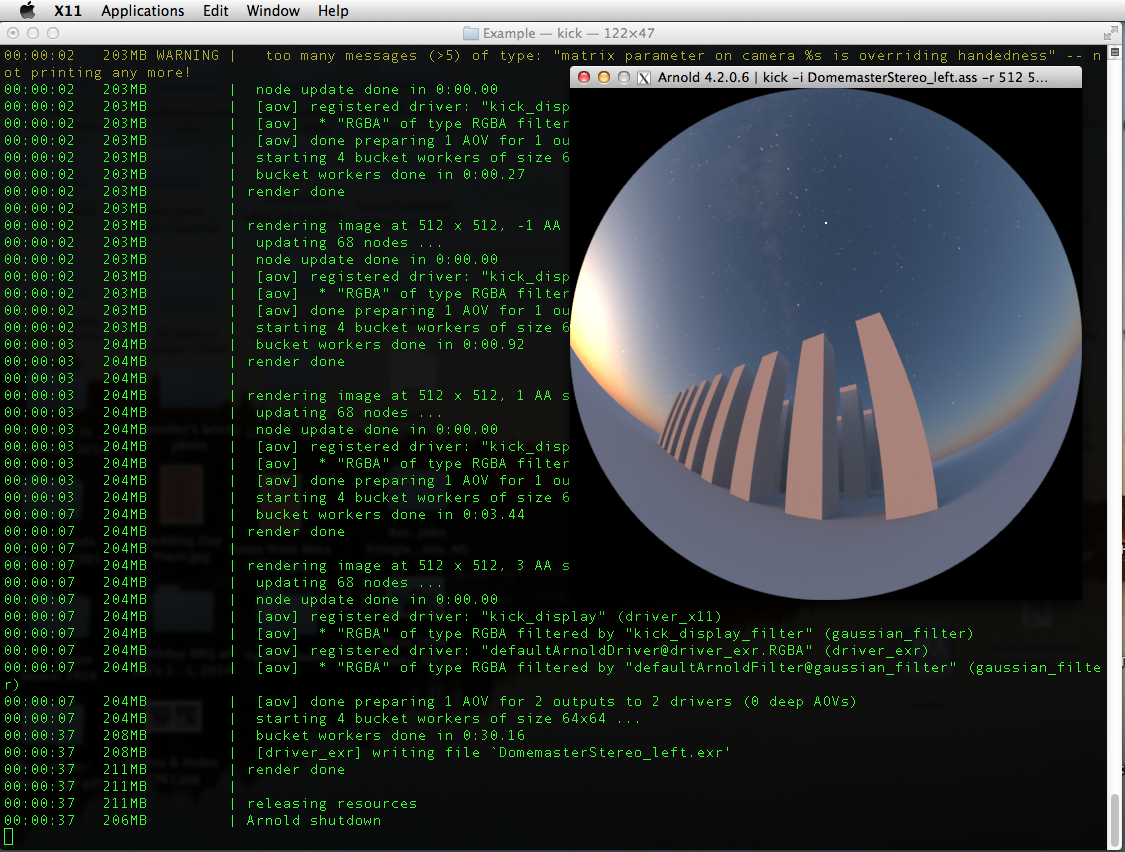 X11 Applications Edit Window Help
Example — kick — 122×47
00:00:02 203MB WARNING | too many messages (>5) of type: "matrix parameter on camera %s is overriding handedness" -- n
ot printing any more!
Arnold 4.2.0.6 | kick -i DomemasterStereo_left.ass -r 512 5...
00:00:02 203MB | node update done in 0:00.00
00:00:02 203MB | [aov] registered driver: "kick_disp
00:00:02 203MB | [aov] * "RGBA" of type RGBA filter
00:00:02 203MB | [aov] done preparing 1 AOV for 1 ou
00:00:02 203MB | starting 4 bucket workers of size 6
00:00:02 203MB | bucket workers done in 0:00.27
00:00:02 203MB | render done
00:00:02 203MB |
00:00:02 203MB | rendering image at 512 x 512, -1 AA
00:00:02 203MB | updating 68 nodes ...
00:00:02 203MB | node update done in 0:00.00
00:00:02 203MB | [aov] registered driver: "kick_disp
00:00:02 203MB | [aov] * "RGBA" of type RGBA filter
00:00:02 203MB | [aov] done preparing 1 AOV for 1 ou
00:00:02 203MB | starting 4 bucket workers of size 6
00:00:03 204MB | bucket workers done in 0:00.92
00:00:03 204MB | render done
00:00:03 204MB |
00:00:03 204MB | rendering image at 512 x 512, 1 AA s
00:00:03 204MB | updating 68 nodes ...
00:00:03 204MB | node update done in 0:00.00
00:00:03 204MB | [aov] registered driver: "kick_disp
00:00:03 204MB | [aov] * "RGBA" of type RGBA filter
00:00:03 204MB | [aov] done preparing 1 AOV for 1 ou
00:00:03 204MB | starting 4 bucket workers of size 6
00:00:07 204MB | bucket workers done in 0:03.44
00:00:07 204MB | render done
00:00:07 204MB |
00:00:07 204MB | rendering image at 512 x 512, 3 AA s
00:00:07 204MB | updating 68 nodes ...
00:00:07 204MB | node update done in 0:00.00
00:00:07 204MB | [aov] registered driver: "kick_display" (driver_x11)
00:00:07 204MB | [aov] * "RGBA" of type RGBA filtered by "kick_display_filter" (gaussian_filter)
00:00:07 204MB | [aov] registered driver: "defaultArnoldDriver@driver_exr.RGBA" (driver_exr)
00:00:07 204MB | [aov] * "RGBA" of type RGBA filtered by "defaultArnoldFilter@gaussian_filter" (gaussian_filte
r)
00:00:07 204MB | [aov] done preparing 1 AOV for 2 outputs to 2 drivers (0 deep AOVs)
00:00:07 204MB | starting 4 bucket workers of size 64x64 ...
00:00:37 208MB | bucket workers done in 0:30.16
00:00:37 208MB | [driver_exr] writing file `DomemasterStereo_left.exr'
00:00:37 211MB | render done
00:00:37 211MB |
00:00:37 211MB | releasing resources
00:00:37 206MB | Arnold shutdown